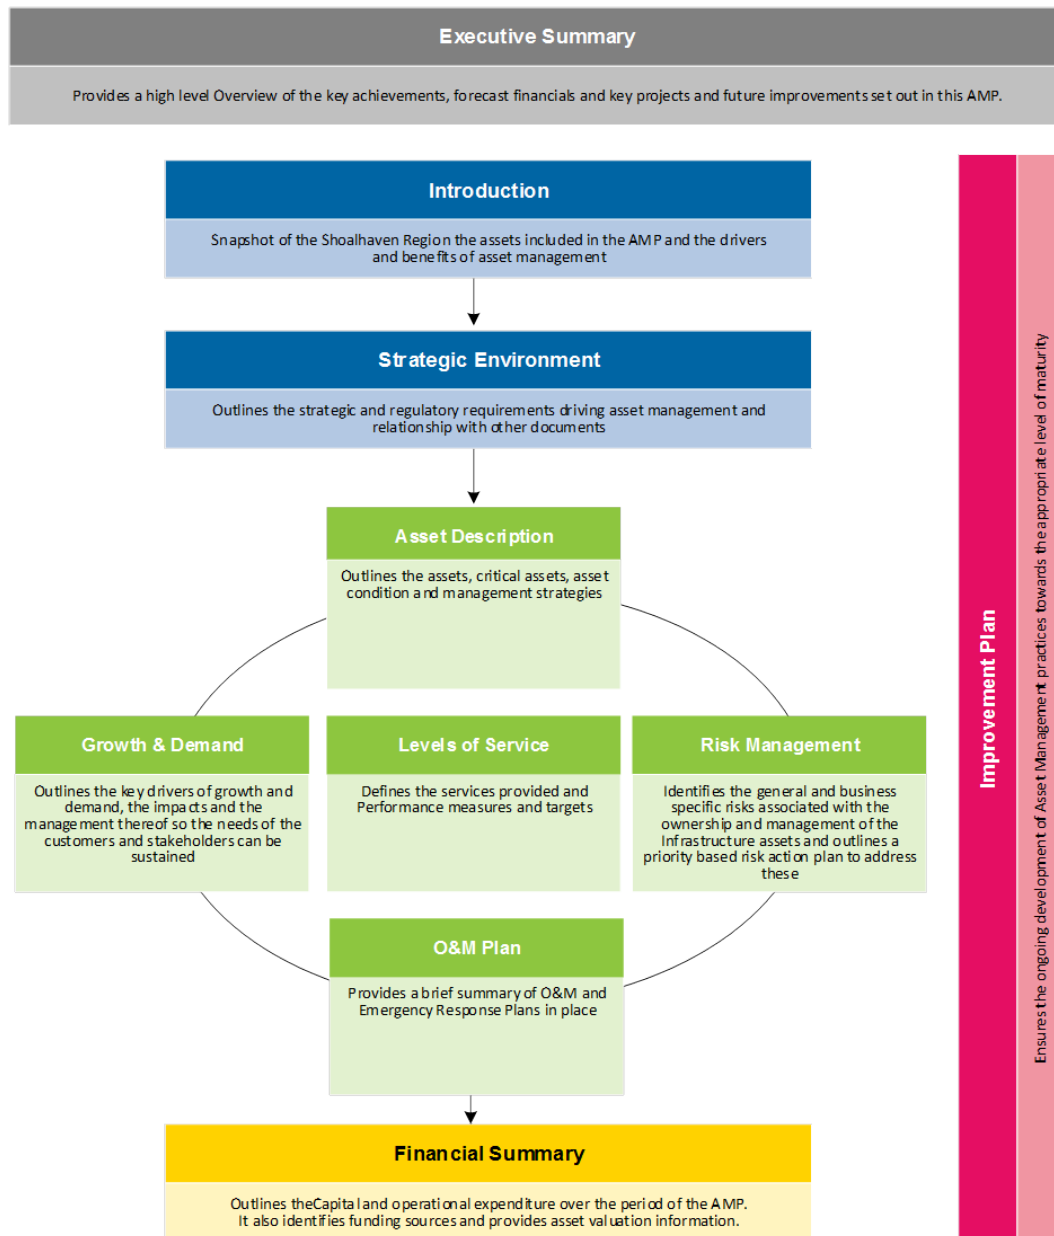 Executive Summary
Provides a high level Overview of the key achievements, forecast financials and key projects and future improvements set out in this AMP.
Introduction
Snapshot of the Shoalhaven Region the assets included in the AMP and the drivers
and benefits of asset management
Strategic Environment
Outlines the strategic and regulatory requirements driving asset management and
relationship with other documents
Asset Description
Outlines the assets, critical assets, asset
condition and management strategies
Growth & Demand
Outlines the key drivers of growth and
demand, the impacts and the
management thereof so the needs of the
customers and stakeholders can be
sustained
Levels of Service
Defines the services provided and
Performance measures and targets
Risk Management
Identifies the general and business
specific risks associated with the
ownership and management of the
Infrastructure assets and outlines a
priority based risk action plan to address
these
O&M Plan
Provides a brief summary of O&M and
Emergency Response Plans in place
Financial Summary
Outlines theCapital and operational expenditure over the period of the AMP.
It also identifies funding sources and provides asset valuation information.
Improvement Plan
Ensures the ongoing development of Asset Management practices towards the appropriate level of maturity